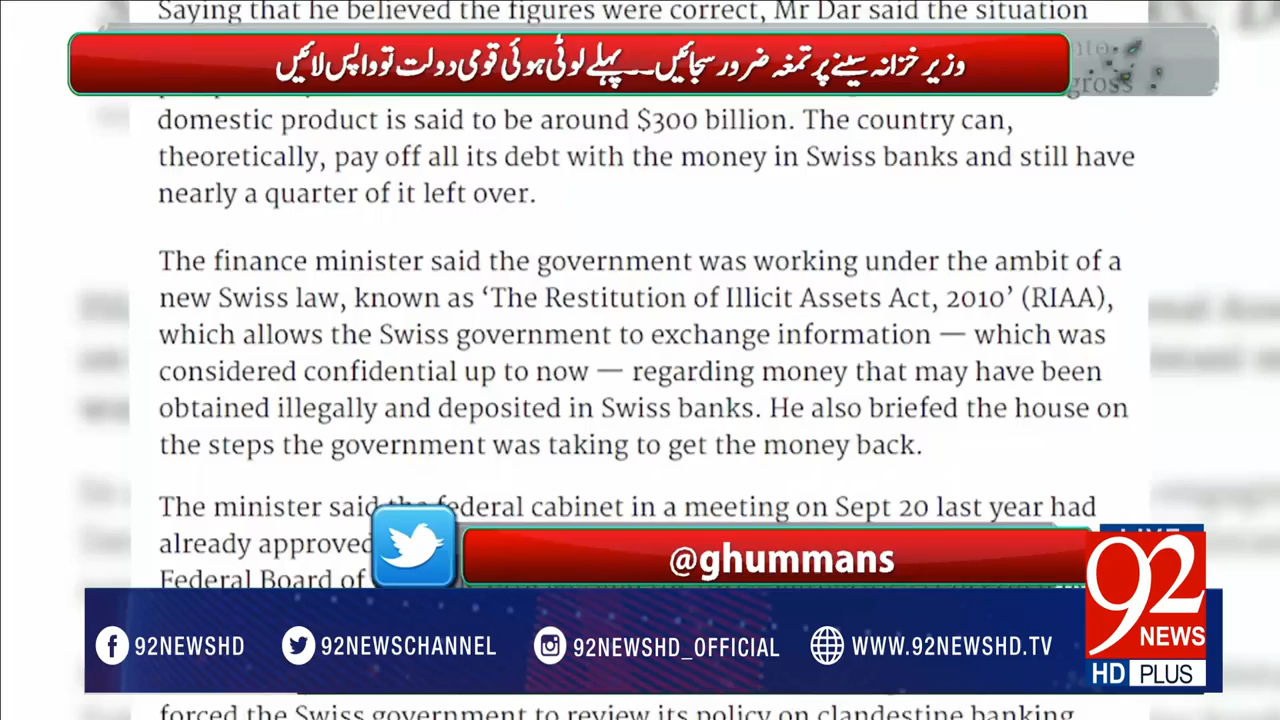 Saying that he believed the figures were correct, Mr Dar said the situation
وزیر خزانہ سینے پر تمغہ ضرور سجائیں۔۔۔پہلے لوٹی ہوئی قومی دولت تو واپس لائیں
gross
domestic product is said to be around $300 billion. The country can,
theoretically, pay off all its debt with the money in Swiss banks and still have
nearly a quarter of it left over.
The finance minister said the government was working under the ambit of a
new Swiss law, known as ‘The Restitution of Illicit Assets Act, 2010’ (RIAA),
which allows the Swiss government to exchange information — which was
considered confidential up to now — regarding money that may have been
obtained illegally and deposited in Swiss banks. He also briefed the house on
the steps the government was taking to get the money back.
The minister said the federal cabinet in a meeting on Sept 20 last year had
already approved
Federal Board of
@ghummans
LIVE
92
NEWS
HD PLUS
92NEWSHD 92NEWSCHANNEL 92NEWSHD_OFFICIAL WWW.92NEWSHD.TV
forced the Swiss government to review its policy on clandestine banking